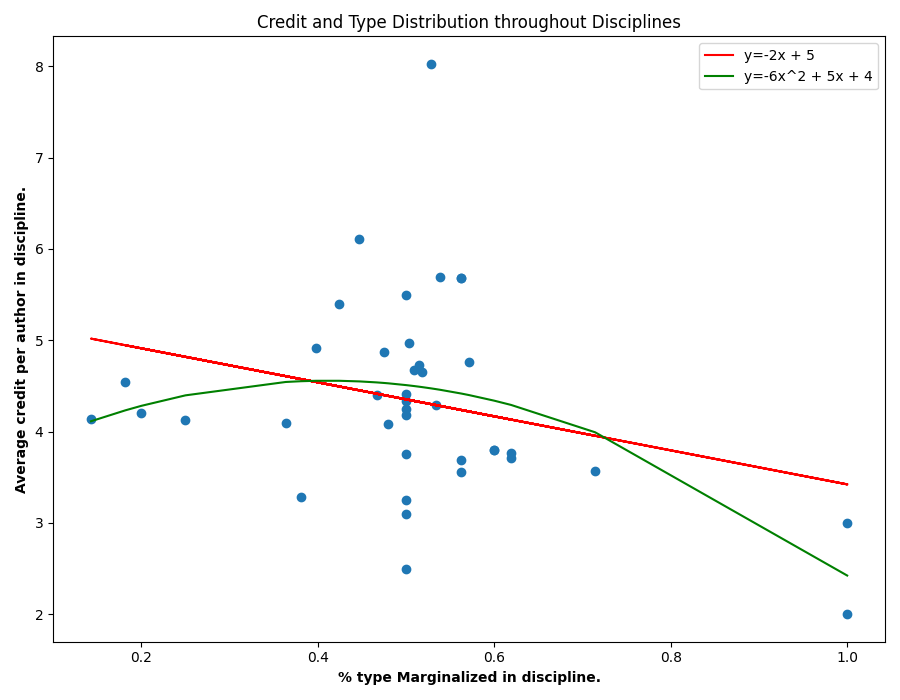 Credit and Type Distribution throughout Disciplines
y=-2x + 5
y=-6x^2 + 5x + 4
Average credit per author in discipline.
8
7
6
5
4
3
2
0.2
0.4
0.6
0.8
1.0
% type Marginalized in discipline.